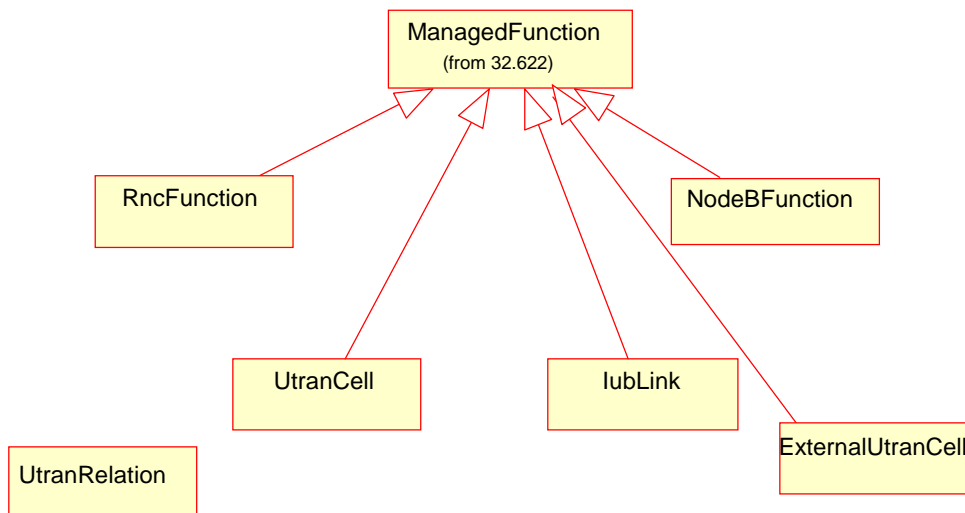 ManagedFunction
(from 32.622)
RncFunction
NodeBFunction
UtranCell
IubLink
ExternalUtranCell
UtranRelation